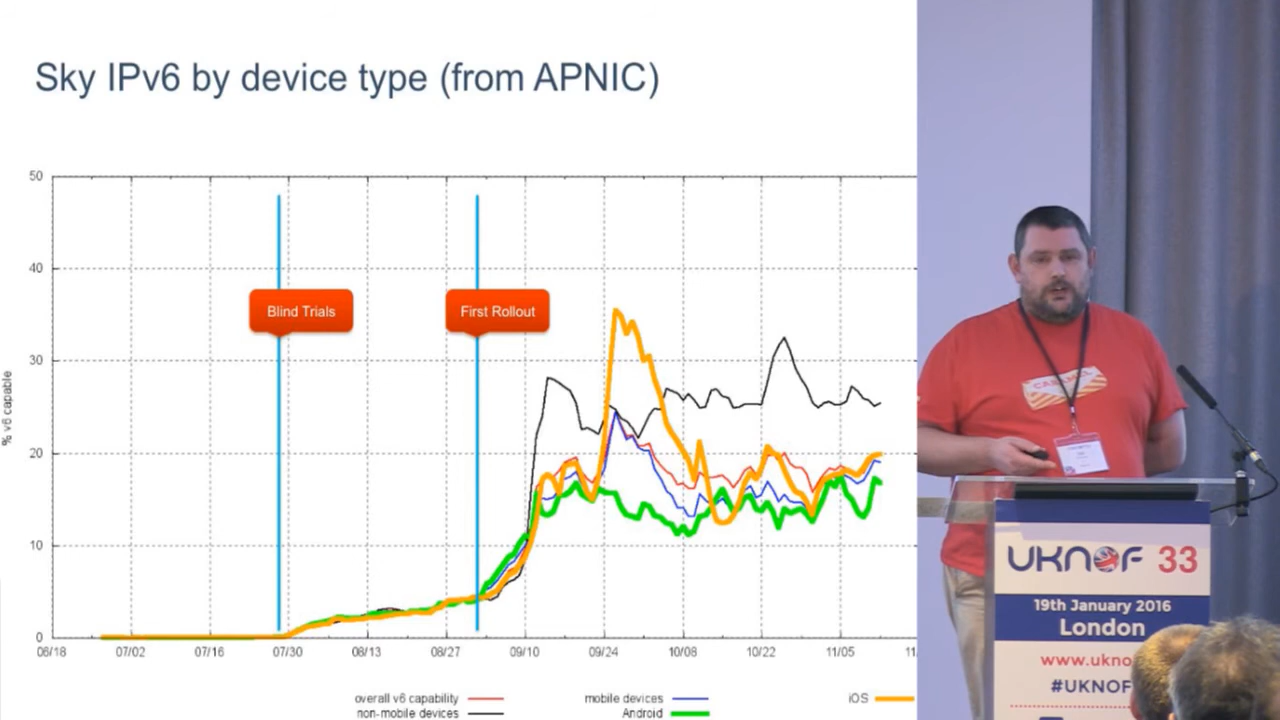 Sky IPv6 by device type (from APNIC)
50
40
30
20
10
0
% v6 capable
Blind Trials
First Rollout
06/18
07/02
07/16
07/30
08/13
08/27
09/10
09/24
10/08
10/22
11/05
11
overall v6 capability
non-mobile devices
mobile devices
Android
iOS
UKNOF 33
19th January 2016
London
www.ukno
#UKNOF